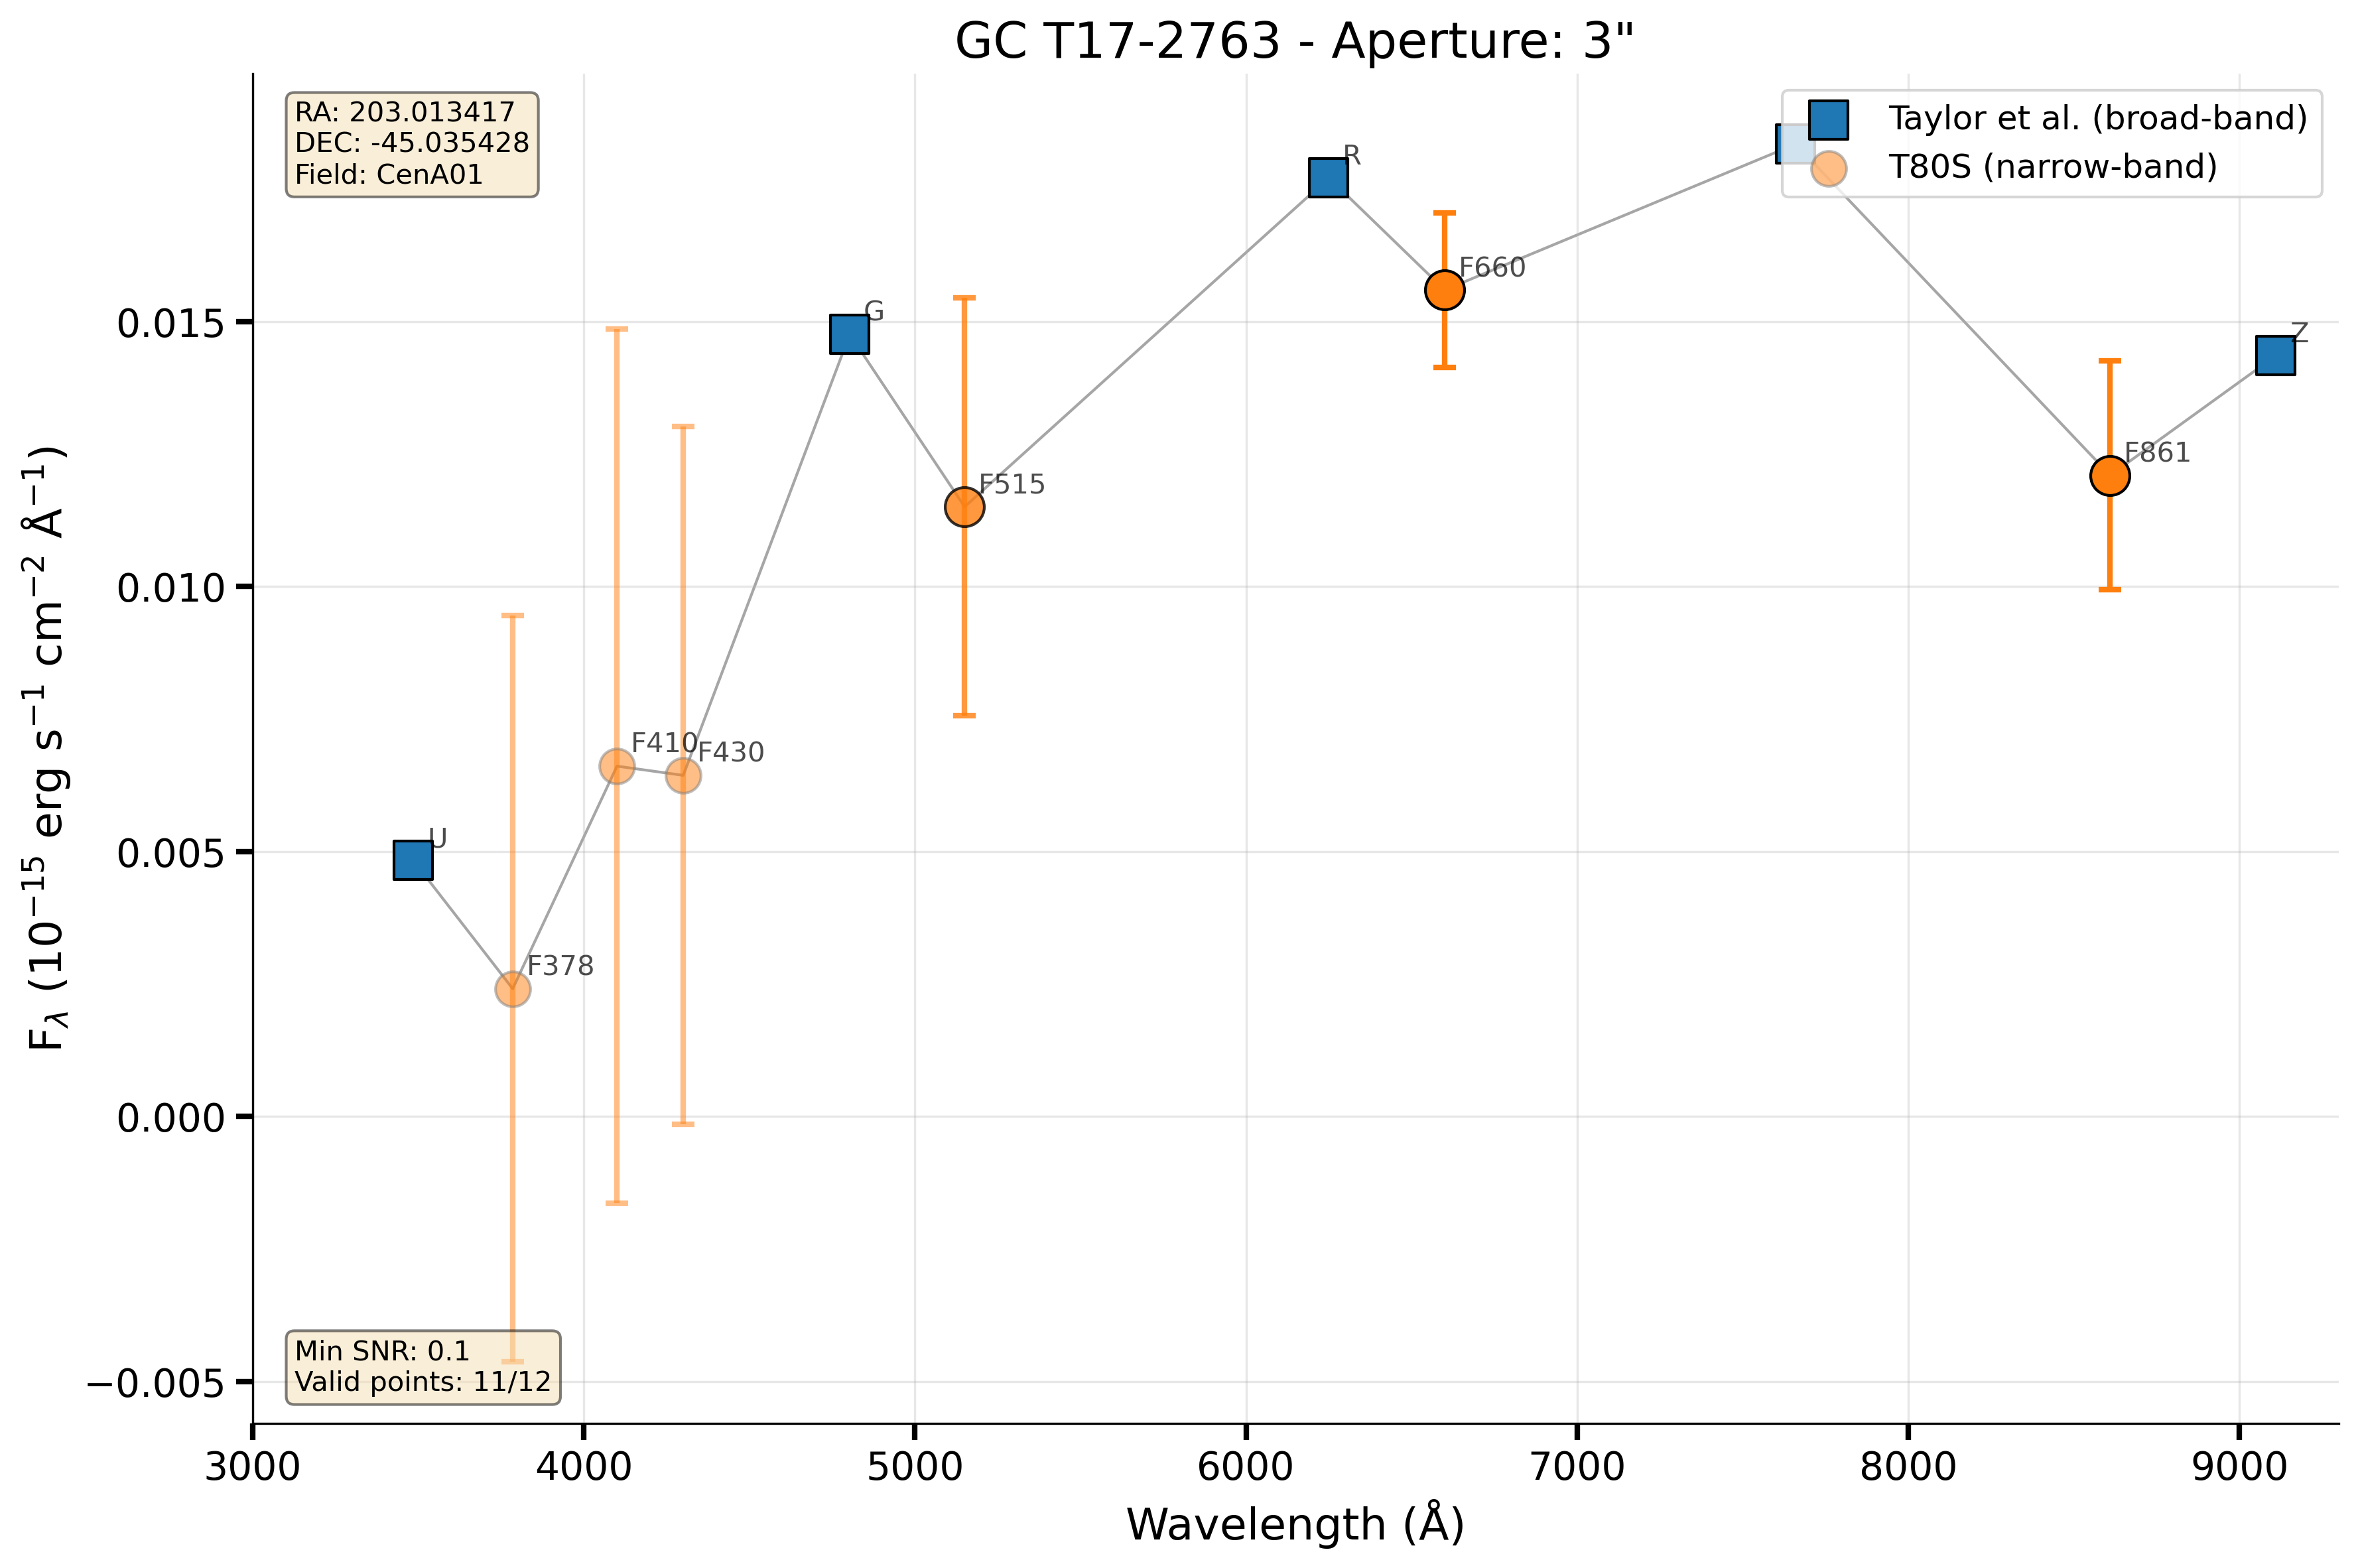 GC T17-2763 - Aperture: 3"
RA: 203.013417
DEC: -45.035428
Field: CenA01
Taylor et al. (broad-band)
T80S (narrow-band)
R
F660
G
Z
F515
F861
F410
F430
U
F378
Min SNR: 0.1
Valid points: 11/12
0.015
0.010
0.005
0.000
−0.005
3000 4000 5000 6000 7000 8000 9000
Wavelength (Å)
Fλ (10⁻¹⁵ erg s⁻¹ cm⁻² Å⁻¹)